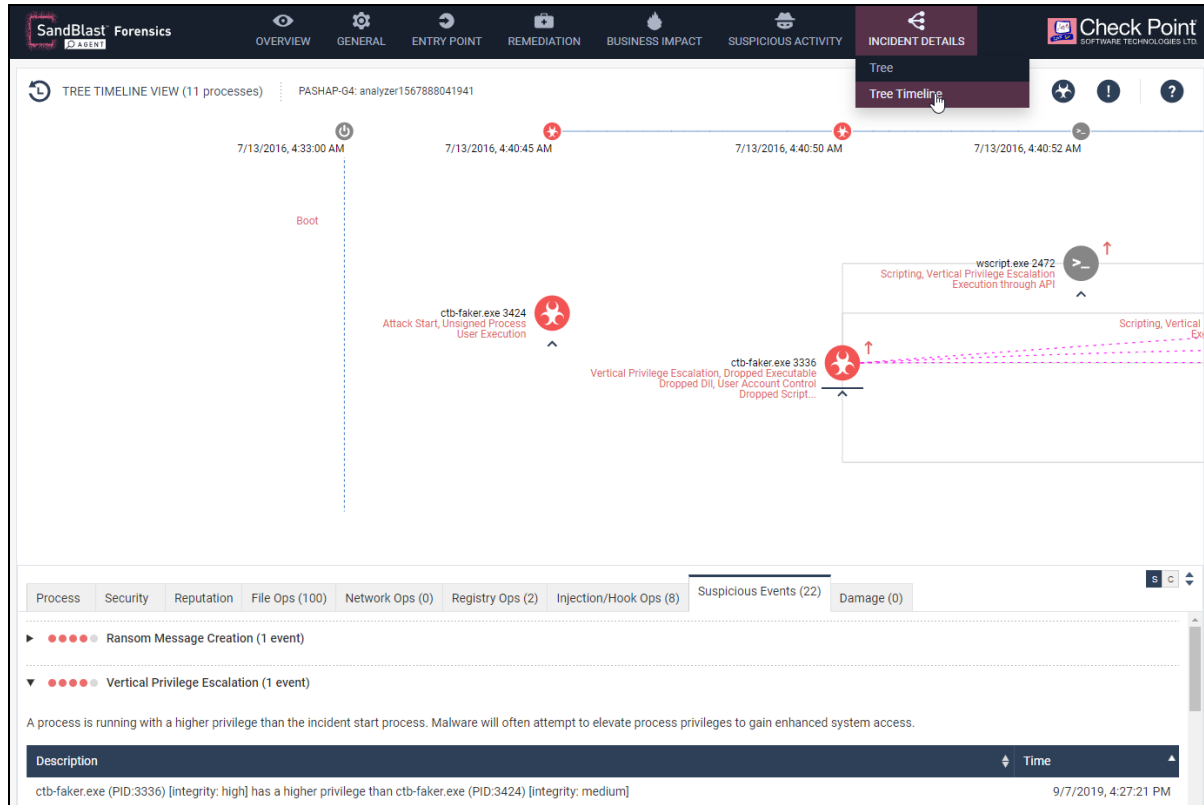 SandBlast Forensics
AGENT
OVERVIEW
GENERAL
ENTRY POINT
REMEDIATION
BUSINESS IMPACT
SUSPICIOUS ACTIVITY
INCIDENT DETAILS
Check Point
SOFTWARE TECHNOLOGIES LTD.
Tree
Tree Timeline
TREE TIMELINE VIEW (11 processes)
PASHAP-G4: analyzer1567888041941
7/13/2016, 4:33:00 AM
7/13/2016, 4:40:45 AM
7/13/2016, 4:40:50 AM
7/13/2016, 4:40:52 AM
Boot
wscript.exe 2472
Scripting, Vertical Privilege Escalation
Execution through API
ctb-faker.exe 3424
Attack Start, Unsigned Process
User Execution
Scripting, Vertical
Ex
ctb-faker.exe 3336
Vertical Privilege Escalation, Dropped Executable
Dropped Dll, User Account Control
Dropped Script...
S C
Process
Security
Reputation
File Ops (100)
Network Ops (0)
Registry Ops (2)
Injection/Hook Ops (8)
Suspicious Events (22)
Damage (0)
Ransom Message Creation (1 event)
Vertical Privilege Escalation (1 event)
A process is running with a higher privilege than the incident start process. Malware will often attempt to elevate process privileges to gain enhanced system access.
Description
Time
ctb-faker.exe (PID:3336) [integrity: high] has a higher privilege than ctb-faker.exe (PID:3424) [integrity: medium]
9/7/2019, 4:27:21 PM